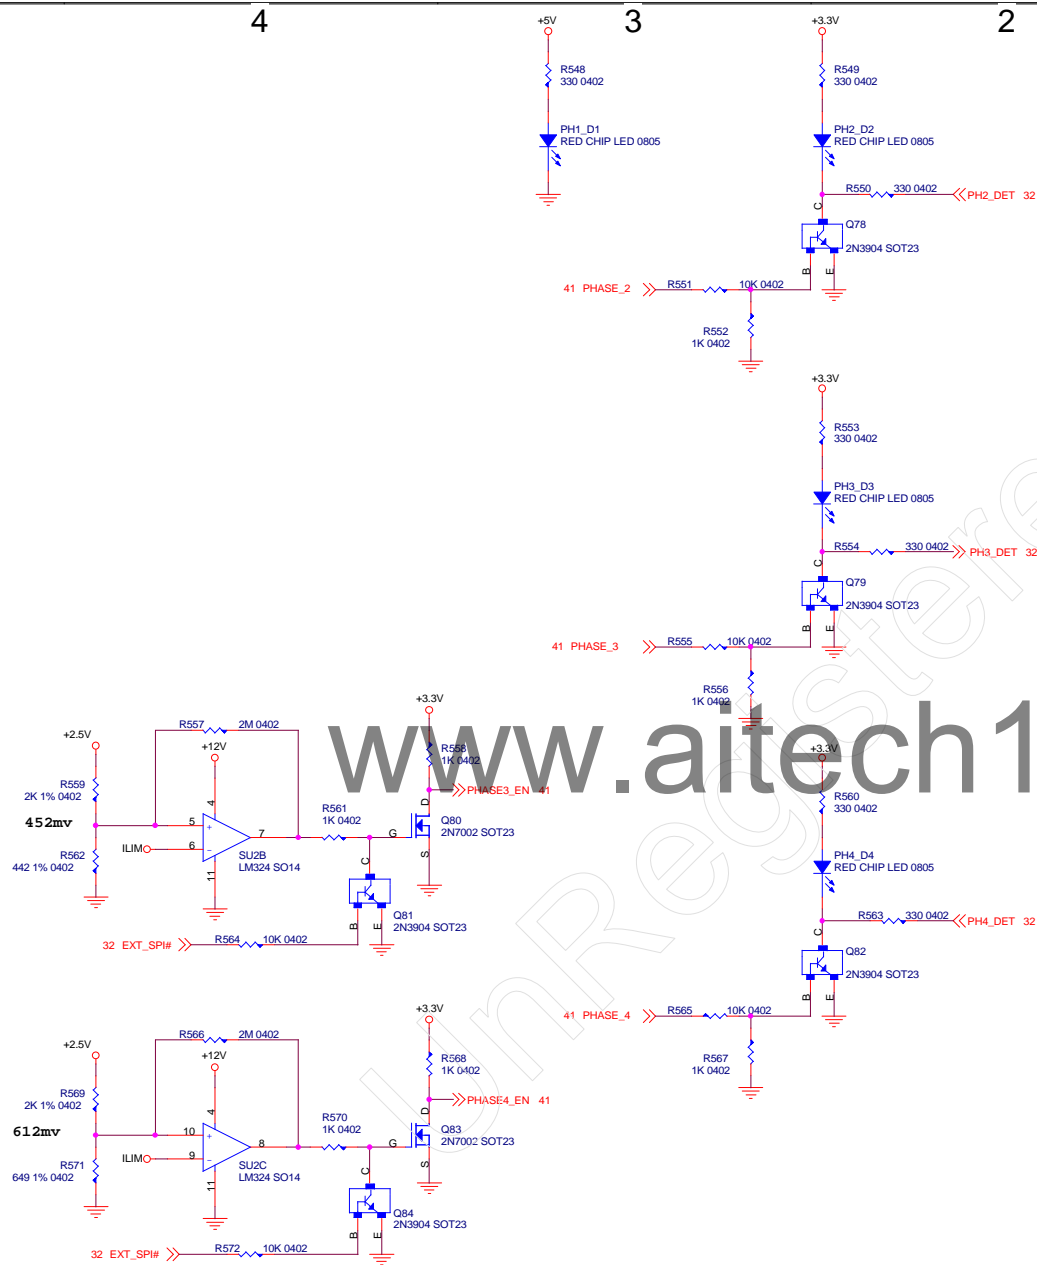 4
3
2
+5V
R548
330 0402
PH1_D1
RED CHIP LED 0805
+3.3V
R549
330 0402
PH2_D2
RED CHIP LED 0805
R550 330 0402
PH2_DET 32
C
Q78
2N3904 SOT23
B
E
41 PHASE_2
R551
10K 0402
R552
1K 0402
+3.3V
R553
330 0402
PH3_D3
RED CHIP LED 0805
R554 330 0402
PH3_DET 32
C
Q79
2N3904 SOT23
B
E
41 PHASE_3
R555
10K 0402
R556
1K 0402
www.aitech1
UnRegistere
+3.3V
R560
330 0402
PH4_D4
RED CHIP LED 0805
R563 330 0402
PH4_DET 32
C
Q82
2N3904 SOT23
B
E
41 PHASE_4
R565
10K 0402
R567
1K 0402
+2.5V
R557 2M 0402
+12V
R559
2K 1% 0402
452mv
R562
442 1% 0402
ILIM
5
+
6
-
4
11
7
SU2B
LM324 SO14
R561
1K 0402
+3.3V
R558
1K 0402
PHASE3_EN 41
D
G
S
Q80
2N7002 SOT23
C
Q81
2N3904 SOT23
B
E
32 EXT_SPI#
R564 10K 0402
+2.5V
R566 2M 0402
+12V
R569
2K 1% 0402
612mv
R571
649 1% 0402
ILIM
10
+
9
-
4
11
8
SU2C
LM324 SO14
R570
1K 0402
+3.3V
R568
1K 0402
PHASE4_EN 41
D
G
S
Q83
2N7002 SOT23
C
Q84
2N3904 SOT23
B
E
32 EXT_SPI#
R572 10K 0402